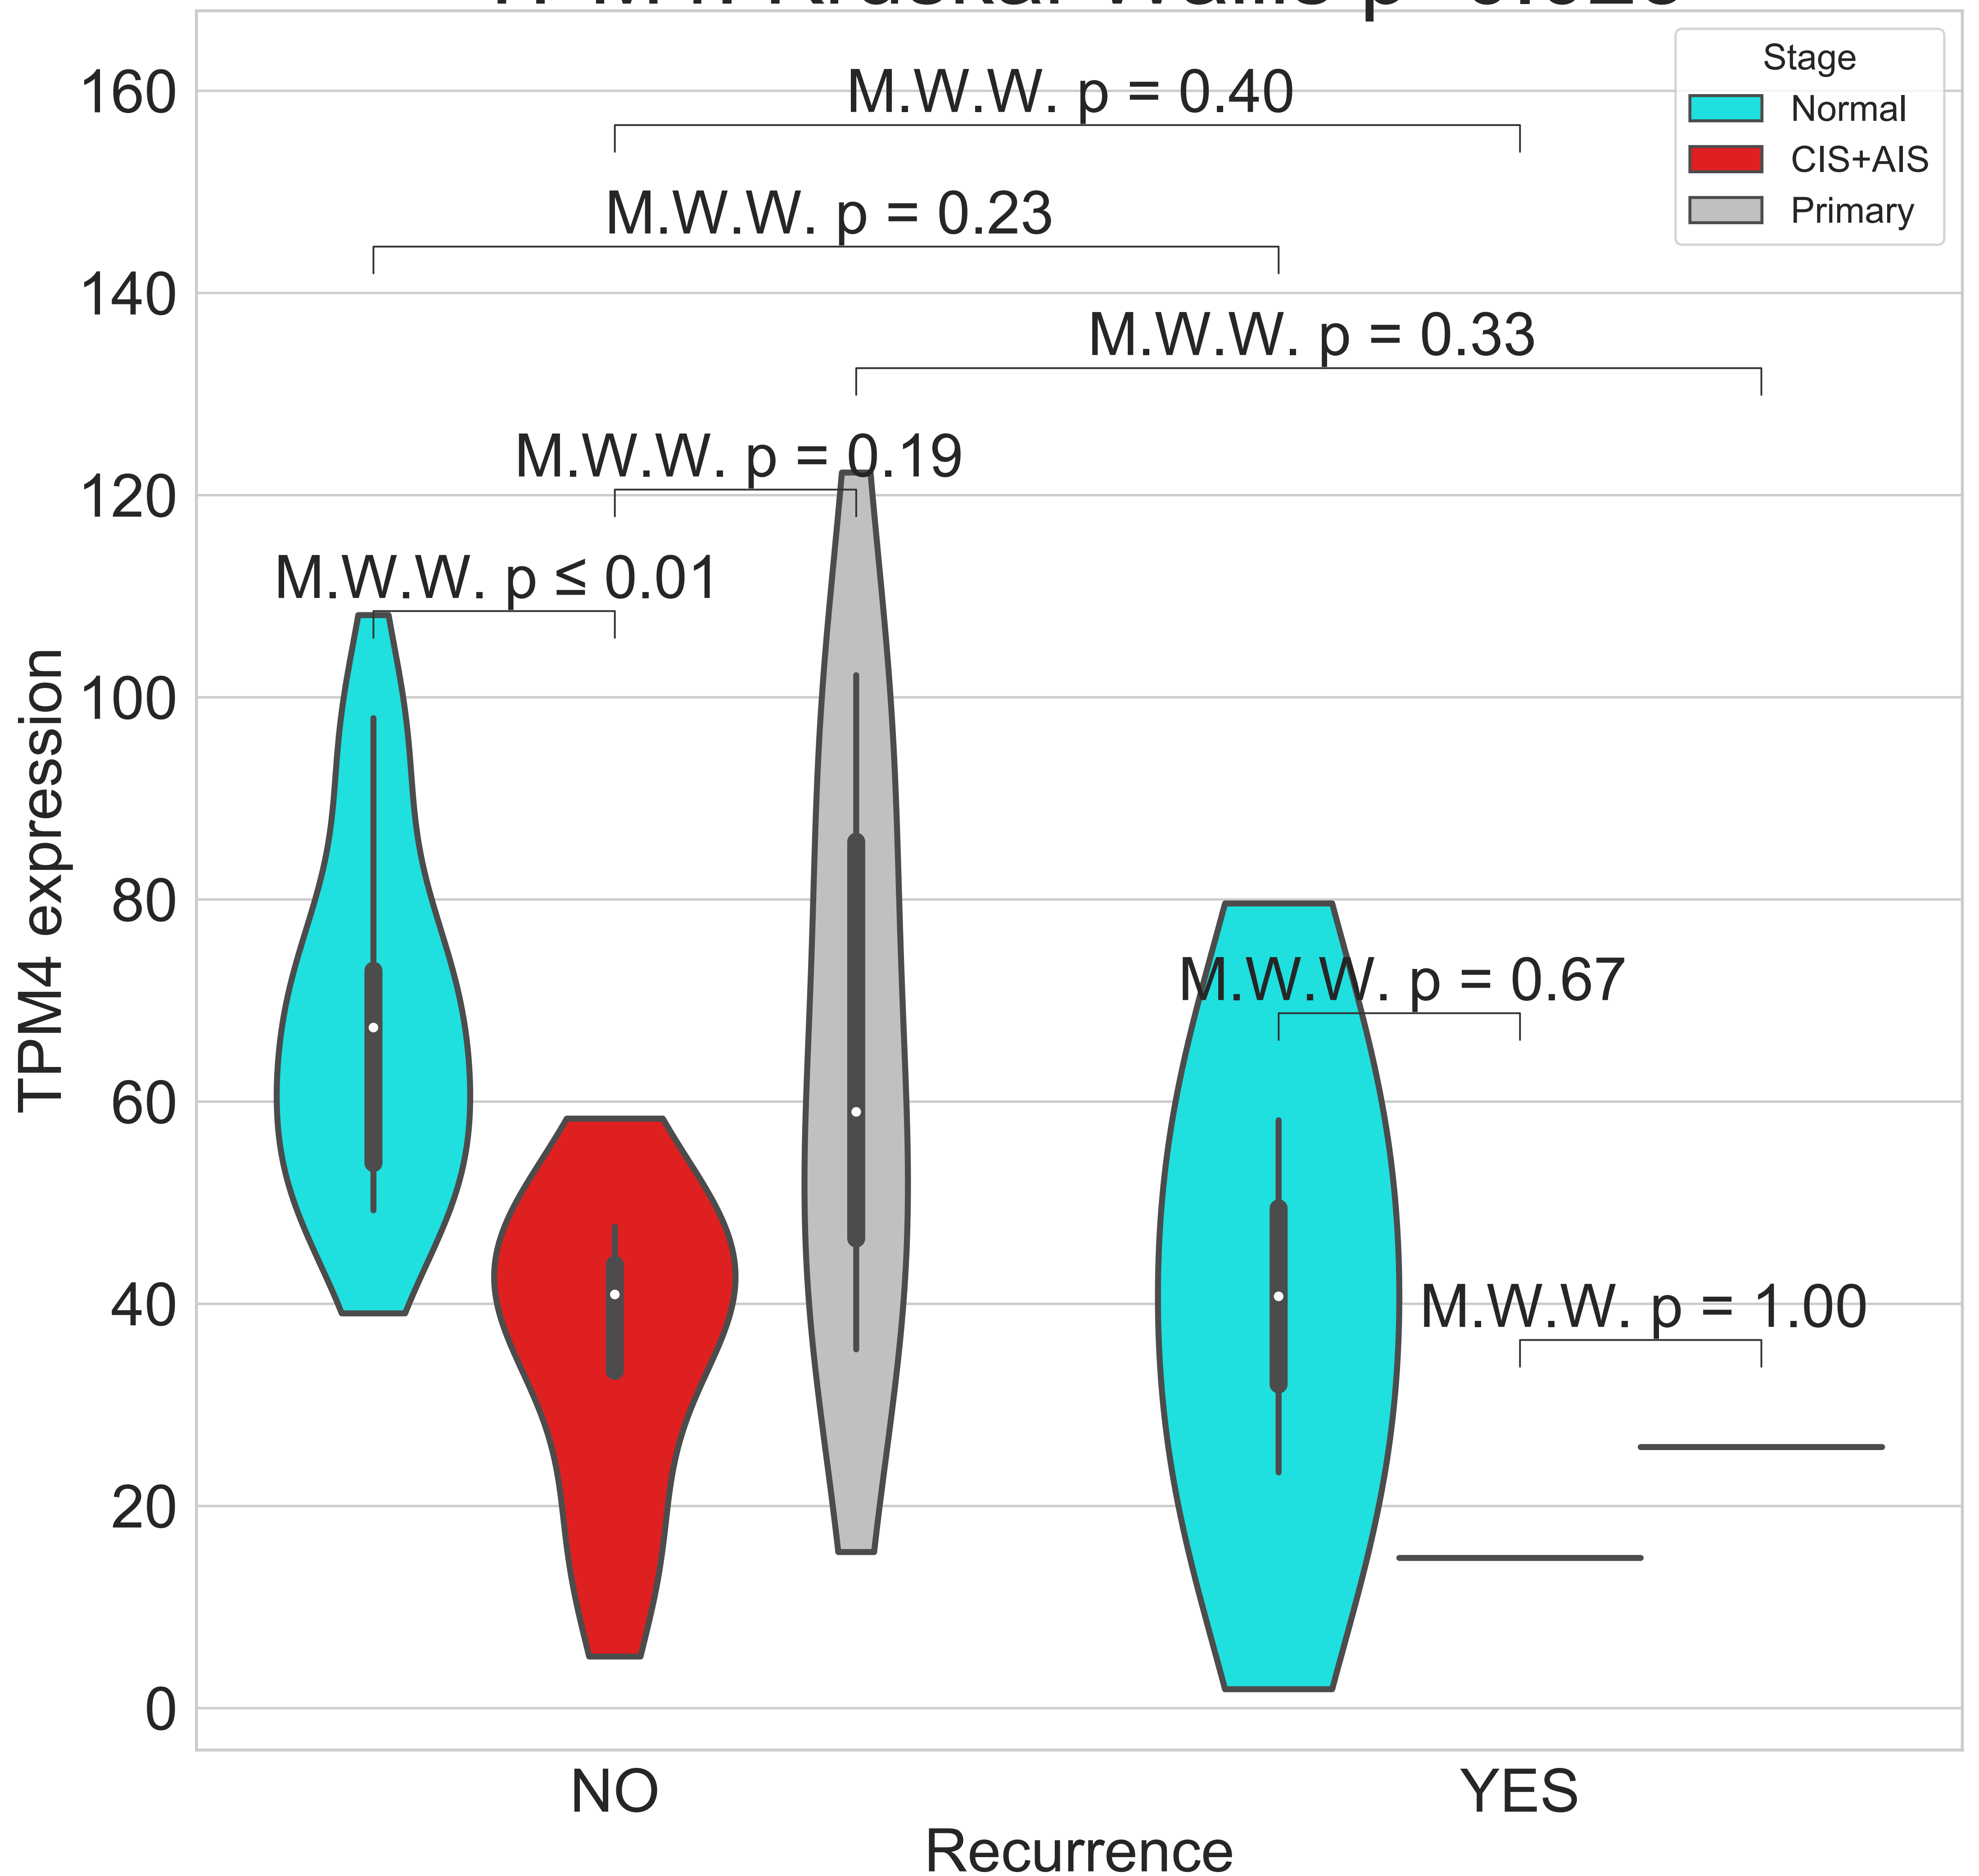 Stage
Normal
CIS+AIS
Primary
M.W.W. p = 0.40
M.W.W. p = 0.23
M.W.W. p = 0.33
M.W.W. p = 0.19
M.W.W. p ≤ 0.01
M.W.W. p = 0.67
M.W.W. p = 1.00
160
140
120
100
80
60
40
20
0
TPM4 expression
NO
YES
Recurrence